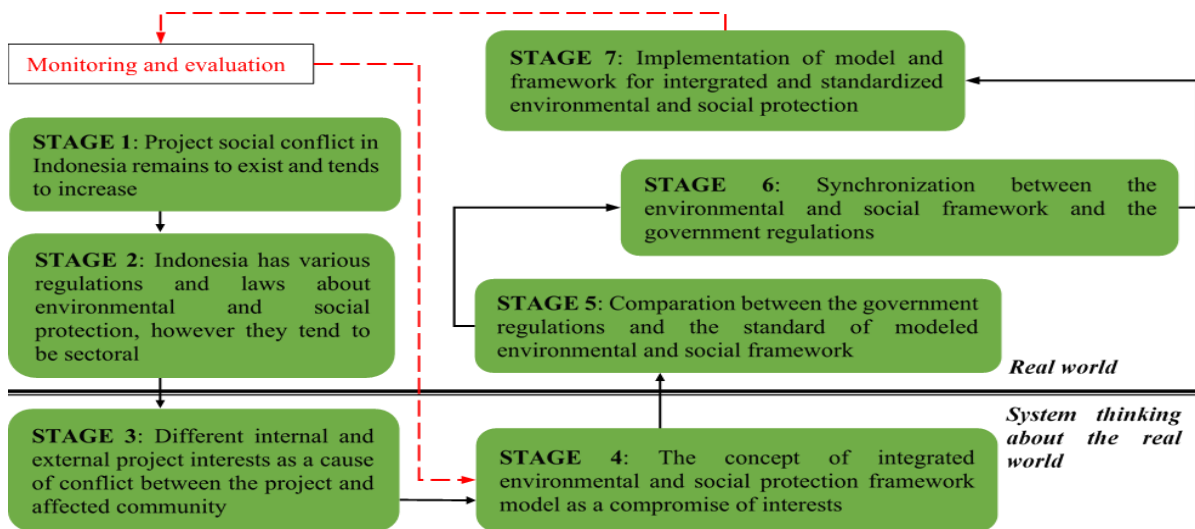 Monitoring and evaluation
STAGE 1: Project social conflict in
Indonesia remains to exist and tends
to increase
STAGE 2: Indonesia has various
regulations and laws about
environmental and social
protection, however they tend to
be sectoral
STAGE 3: Different internal and
external project interests as a cause
of conflict between the project and
affected community
STAGE 4: The concept of integrated
environmental and social protection framework
model as a compromise of interests
STAGE 5: Comparation between the government
regulations and the standard of modeled
environmental and social framework
STAGE 6: Synchronization between the
environmental and social framework and the
government regulations
STAGE 7: Implementation of model and
framework for intergrated and standardized
environmental and social protection
Real world
System thinking
about the real
world